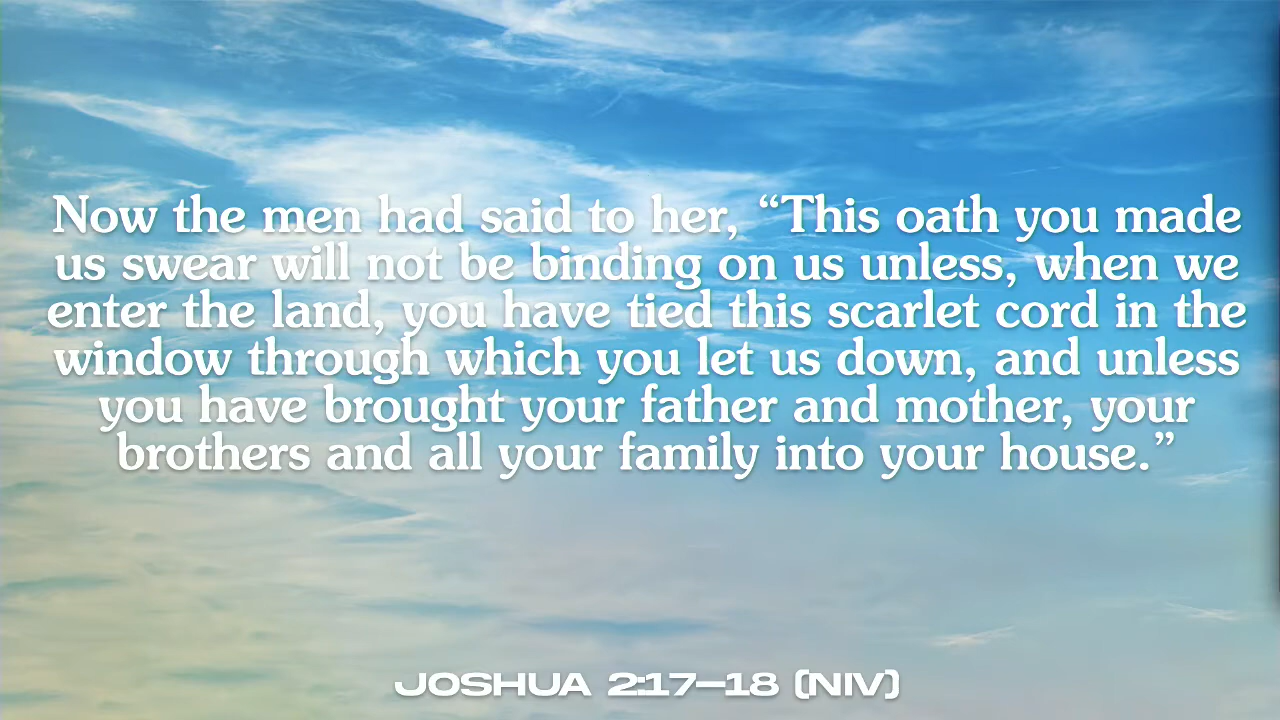 Now the men had said to her, “This oath you made
us swear will not be binding on us unless, when we
enter the land, you have tied this scarlet cord in the
window through which you let us down, and unless
you have brought your father and mother, your
brothers and all your family into your house.”
JOSHUA 2:17–18 (NIV)